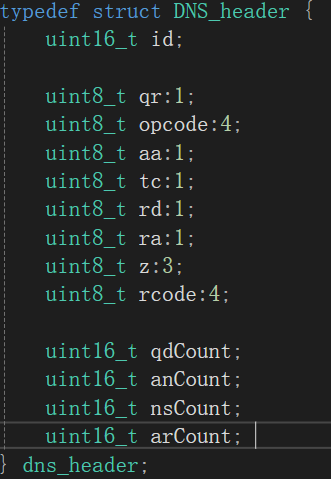 typedef struct DNS_header {
uint16_t id;
uint8_t qr:1;
uint8_t opcode:4;
uint8_t aa:1;
uint8_t tc:1;
uint8_t rd:1;
uint8_t ra:1;
uint8_t z:3;
uint8_t rcode:4;
uint16_t qdCount;
uint16_t anCount;
uint16_t nsCount;
uint16_t arCount;
} dns_header;